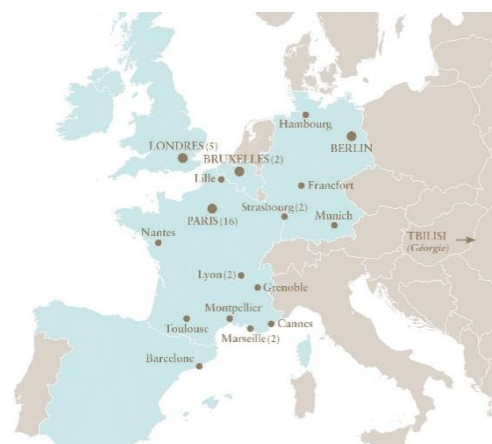 Hambourg
LONDRES (5)
BRUXELLES (2)
BERLIN
Lille
Francfort
PARIS (16)
Strasbourg (2)
Munich
Nantes
TBILISI
(Géorgie)
Lyon (2)
Grenoble
Montpellier
Toulouse
Cannes
Marseille (2)
Barcelone